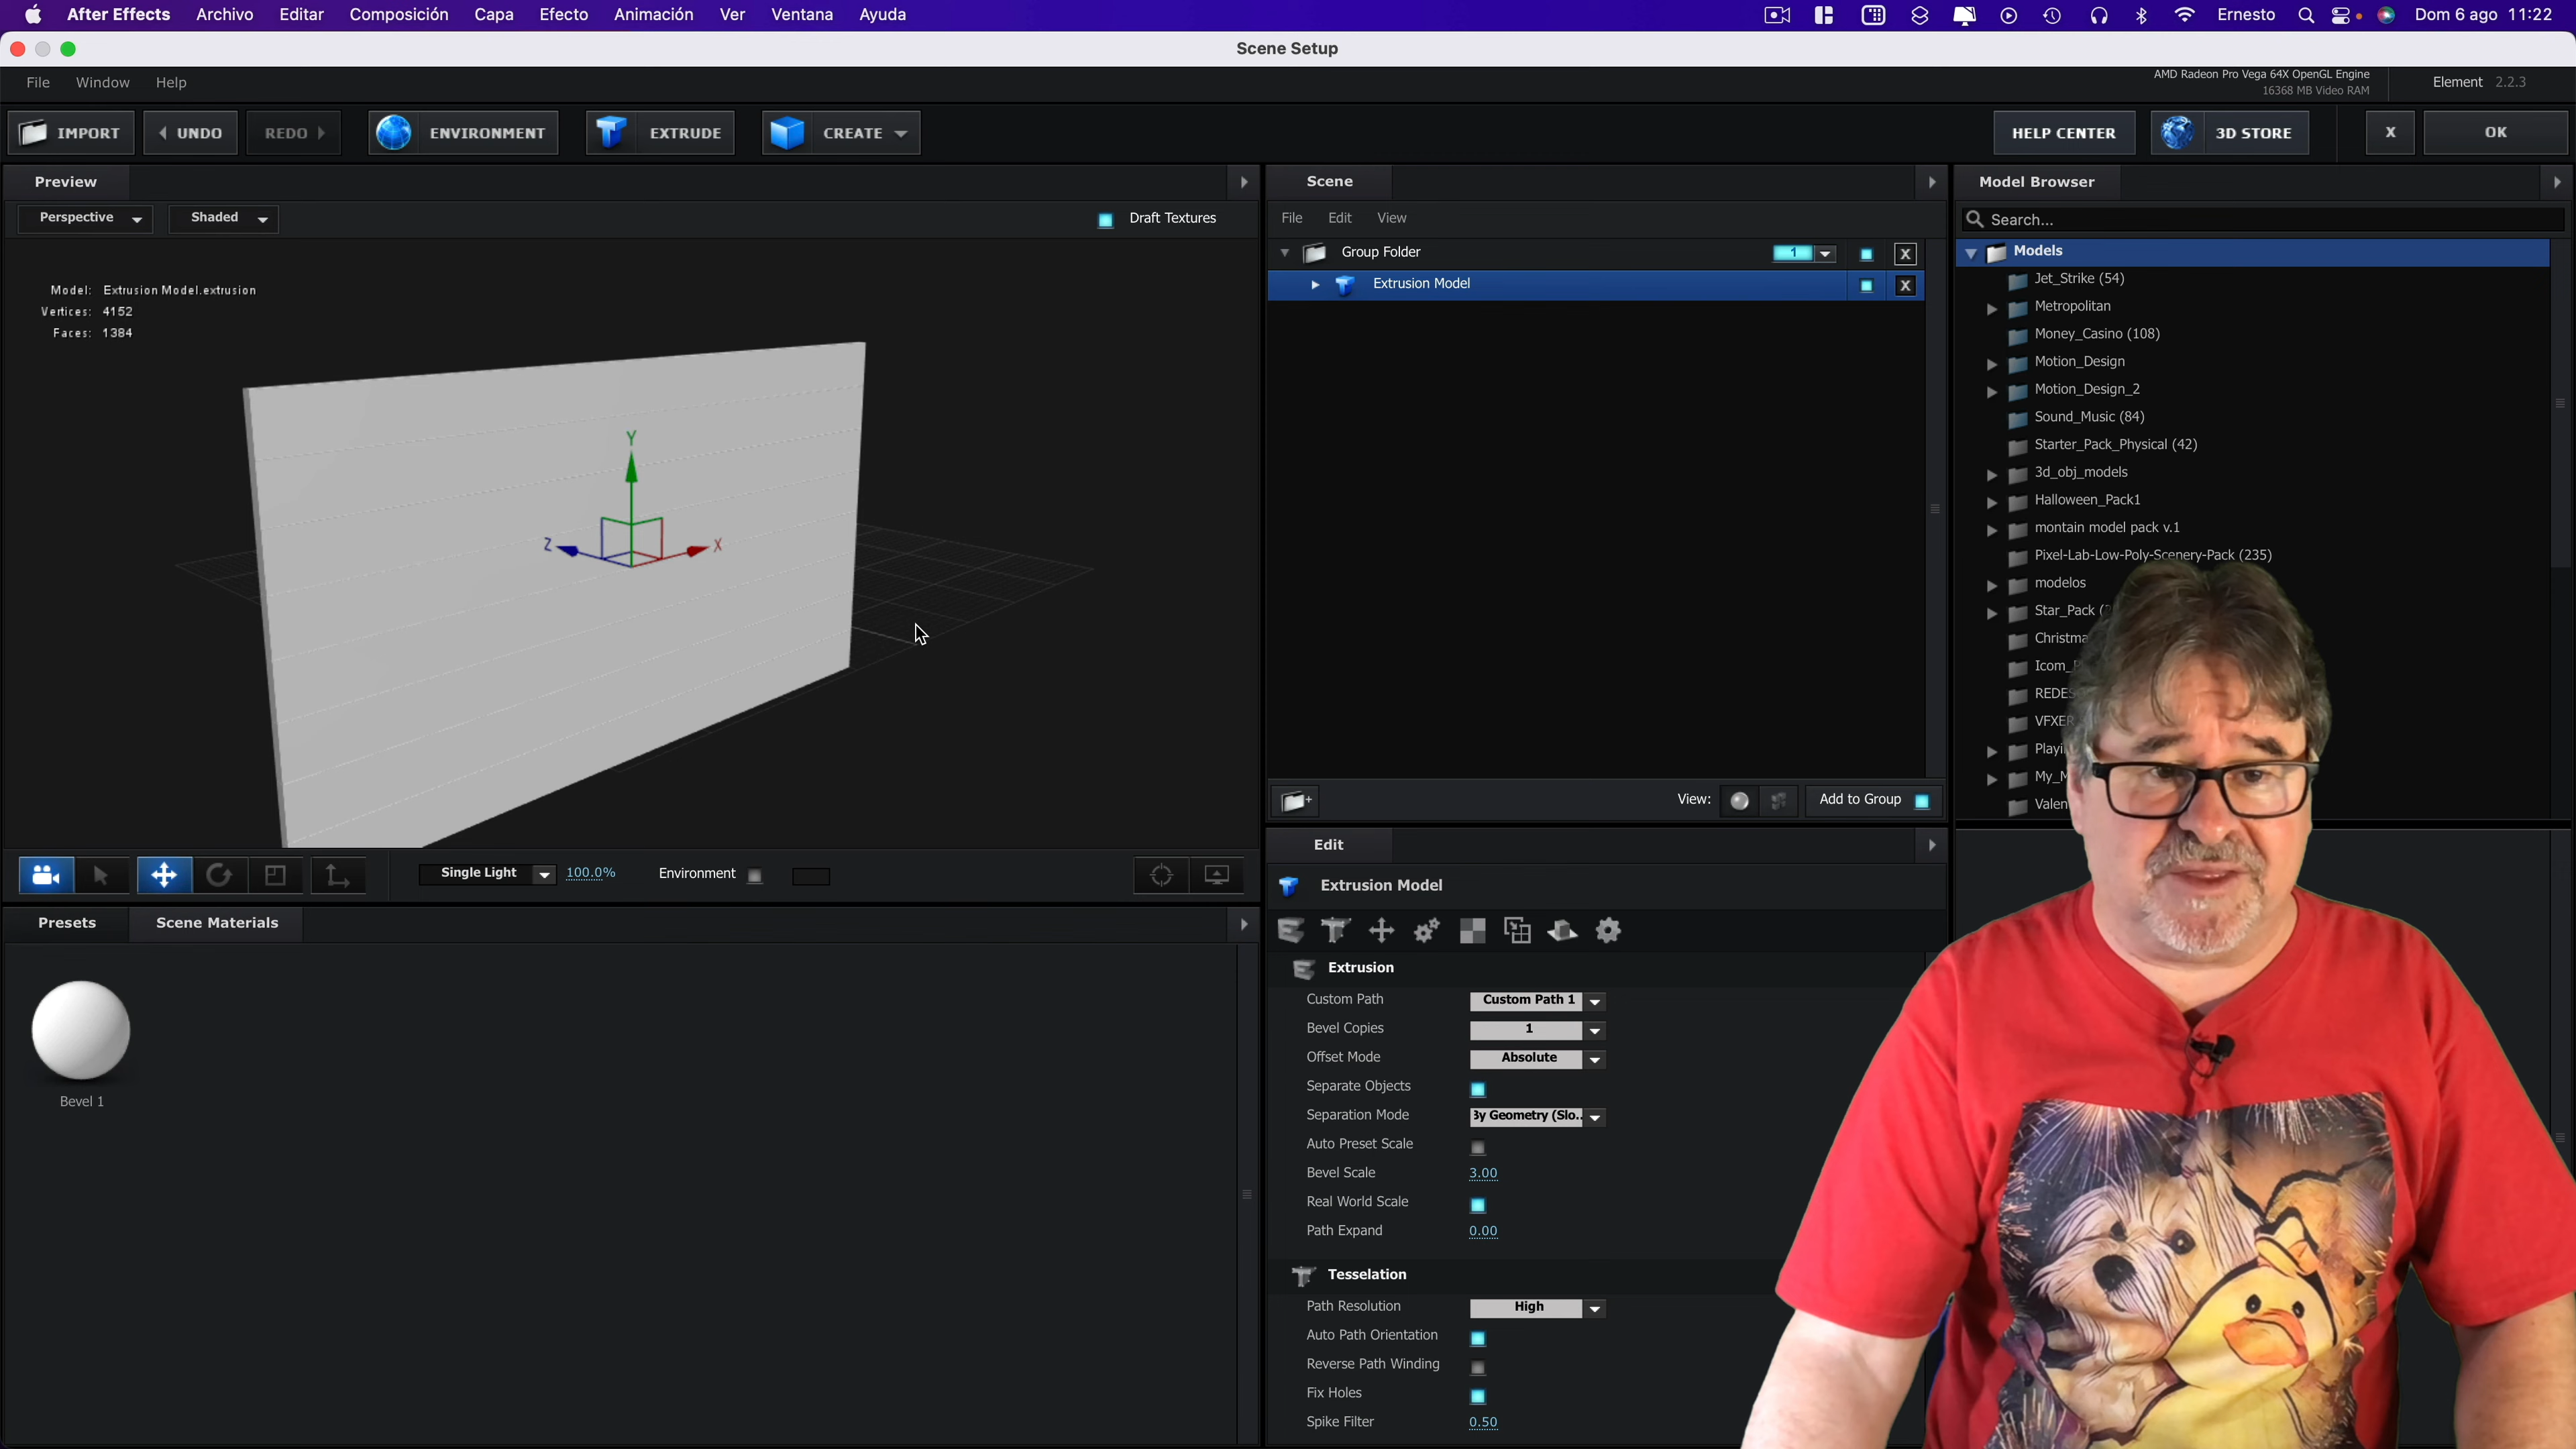 After Effects Archivo Editar Composición Capa Efecto Animación Ver Ventana Ayuda Ernesto Dom 6 ago 11:22
Scene Setup
File Window Help
AMD Radeon Pro Vega 64X OpenGL Engine
16368 MB Video RAM
Element 2.2.3
IMPORT UNDO REDO ENVIRONMENT EXTRUDE CREATE HELP CENTER 3D STORE X OK
Preview
Perspective Shaded Draft Textures
Model: Extrusion Model.extrusion
Vertices: 4152
Faces: 1384
Y
Z
X
Single Light 100.0% Environment
Presets Scene Materials
Bevel 1
Scene
File Edit View
Group Folder 1 X
Extrusion Model X
View: Add to Group
Edit
Extrusion Model
Extrusion
Custom Path Custom Path 1
Bevel Copies 1
Offset Mode Absolute
Separate Objects
Separation Mode By Geometry (Slo..
Auto Preset Scale
Bevel Scale 3.00
Real World Scale
Path Expand 0.00
Tesselation
Path Resolution High
Auto Path Orientation
Reverse Path Winding
Fix Holes
Spike Filter 0.50
Model Browser
Search...
Models
Jet_Strike (54)
Metropolitan
Money_Casino (108)
Motion_Design
Motion_Design_2
Sound_Music (84)
Starter_Pack_Physical (42)
3d_obj_models
Halloween_Pack1
montain model pack v.1
Pixel-Lab-Low-Poly-Scenery-Pack (235)
modelos
Star_Pack